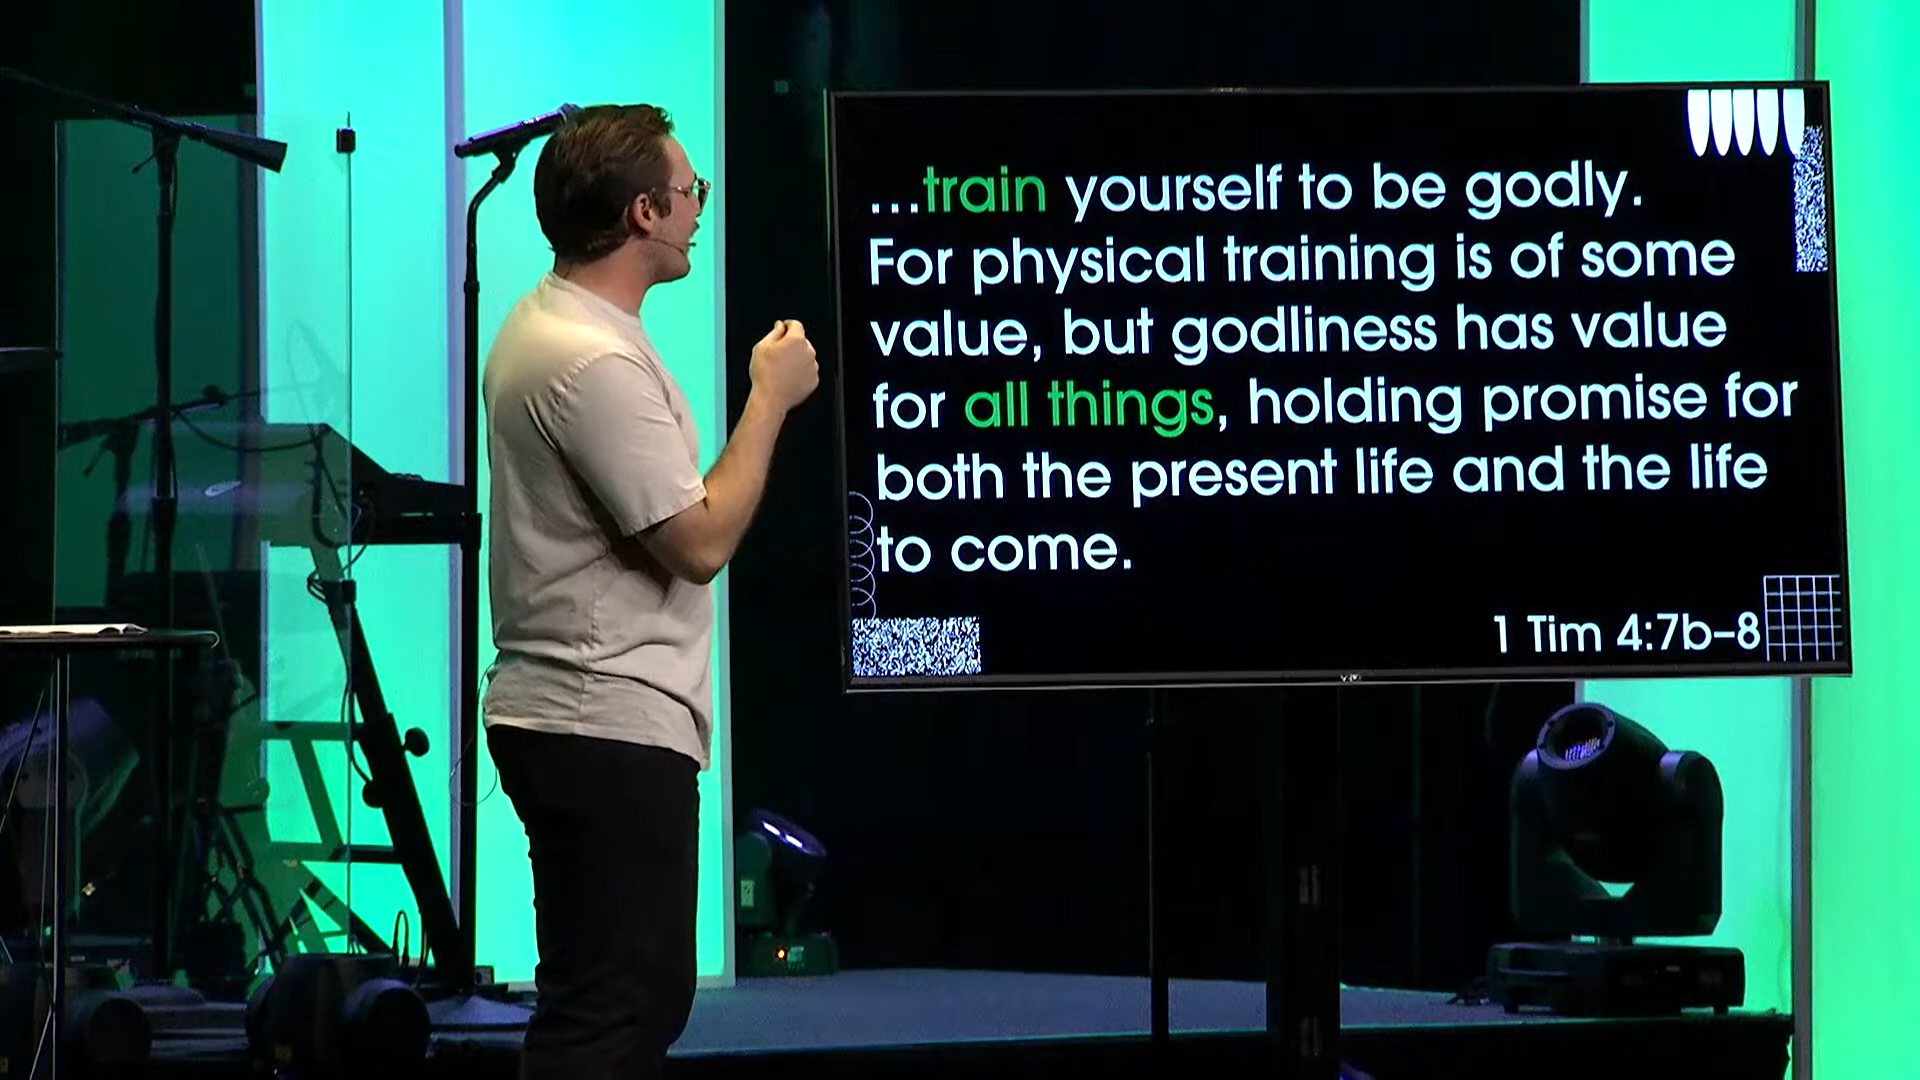 ...train yourself to be godly.
For physical training is of some
value, but godliness has value
for all things, holding promise for
both the present life and the life
to come.
1 Tim 4:7b–8